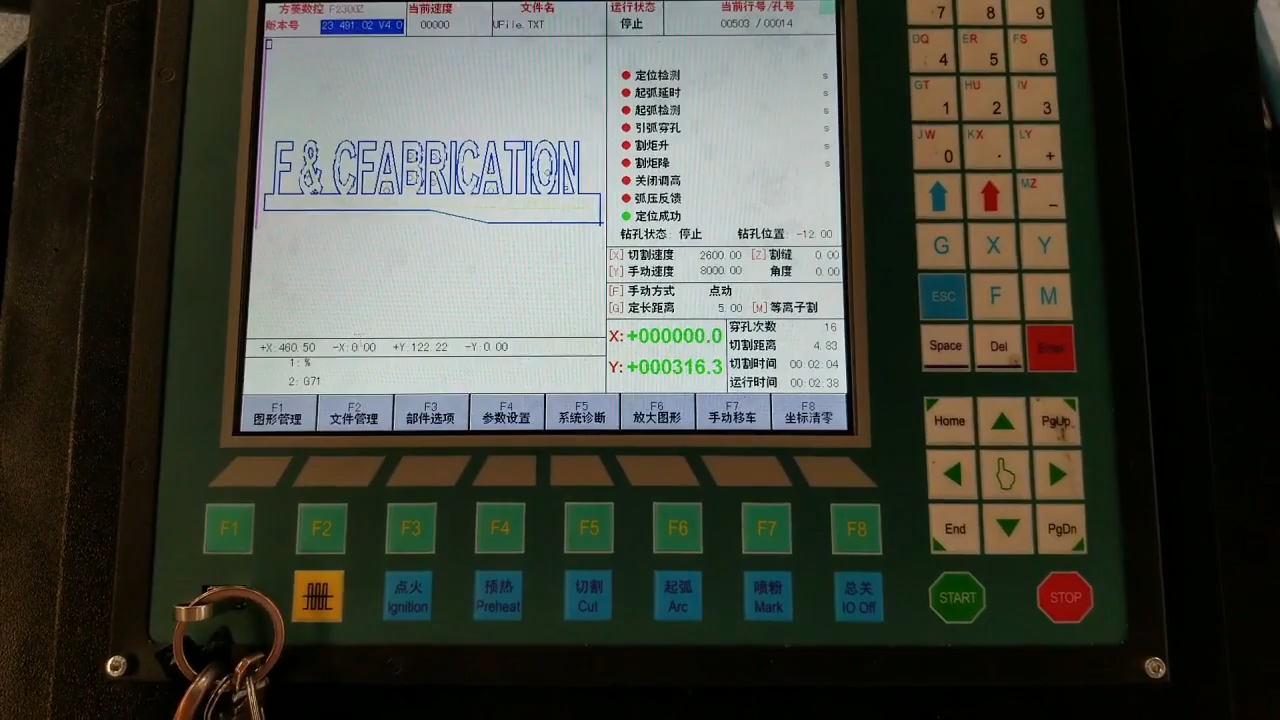 方菱数控 F2300Z 当前速度 文件名 运行状态 当前行号/孔号
版本号 23 491.02 V4.0 00000 UFile.TXT 停止 00503 / 00014
定位检测 s
起弧延时 s
起弧检测 s
引弧穿孔 s
割炬升 s
割炬降 s
关闭调高
弧压反馈
定位成功
F & CFABRICATION
钻孔状态: 停止 钻孔位置: -12.00
[X] 切割速度 2600.00 [Z] 割缝 0.00
[Y] 手动速度 8000.00 角度 0.00
[F] 手动方式 点动
[G] 定长距离 5.00 [M] 等离子割
X: +000000.0
Y: +000316.3
穿孔次数 16
切割距离 4.83
切割时间 00:02:04
运行时间 00:02:38
+X:460.50 -X:0.00 +Y:122.22 -Y:0.00
1: %
2: G71
F1 F2 F3 F4 F5 F6 F7 F8
图形管理 文件管理 部件选项 参数设置 系统诊断 放大图形 手动移车 坐标清零
7 8 9
DQ 4 ER 5 FS 6
GT 1 HU 2 IV 3
JW 0 KX . LY +
MZ -
G X Y
ESC F M
Space Del Enter
Home PgUp
End PgDn
F1 F2 F3 F4 F5 F6 F7 F8
点火 预热 切割 起弧 喷粉 总关
Ignition Preheat Cut Arc Mark IO Off
START STOP